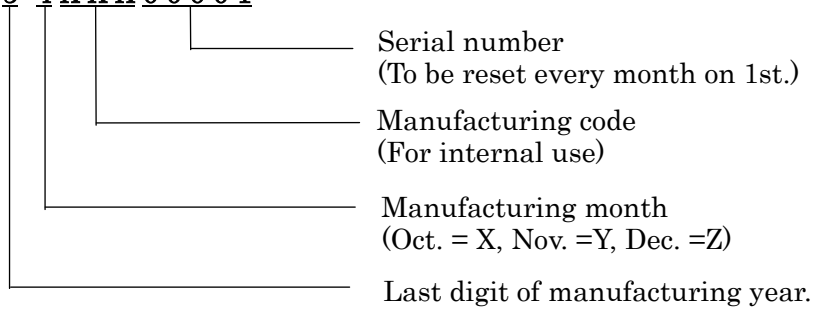 Serial number
(To be reset every month on 1st.)
Manufacturing code
(For internal use)
Manufacturing month
(Oct. = X, Nov. =Y, Dec. =Z)
Last digit of manufacturing year.